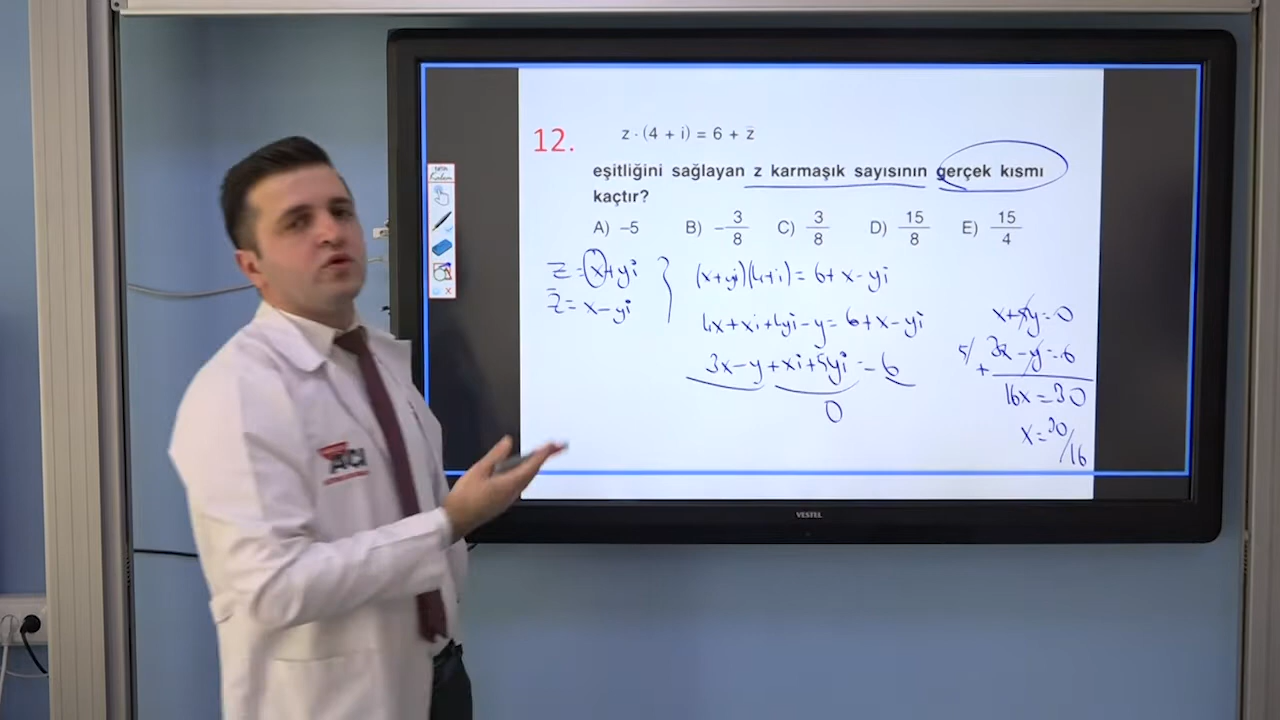 12.
z · (4 + i) = 6 + z̄
eşitliğini sağlayan z karmaşık sayısının gerçek kısmı
kaçtır?
A) –5 B) –3/8 C) 3/8 D) 15/8 E) 15/4
z = x+yi
z̄ = x–yi
(x+yi)(4+i) = 6+x–yi
4x+xi+4yi–y = 6+x–yi
3x–y+xi+5yi = 6
0
x+5y=0
5/ 3x–y=6
+
16x=30
x=30/16
VESTEL